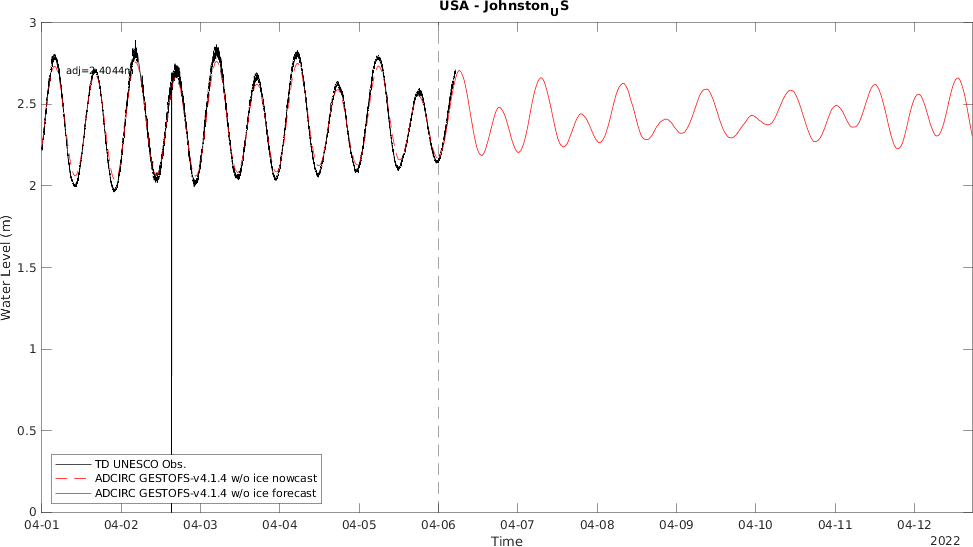 USA - JohnstonUS
3
adj=2.4044m
2.5
2
1.5
1
0.5
0
Water Level (m)
TD UNESCO Obs.
ADCIRC GESTOFS-v4.1.4 w/o ice nowcast
ADCIRC GESTOFS-v4.1.4 w/o ice forecast
04-01 04-02 04-03 04-04 04-05 04-06 04-07 04-08 04-09 04-10 04-11 04-12
Time
2022